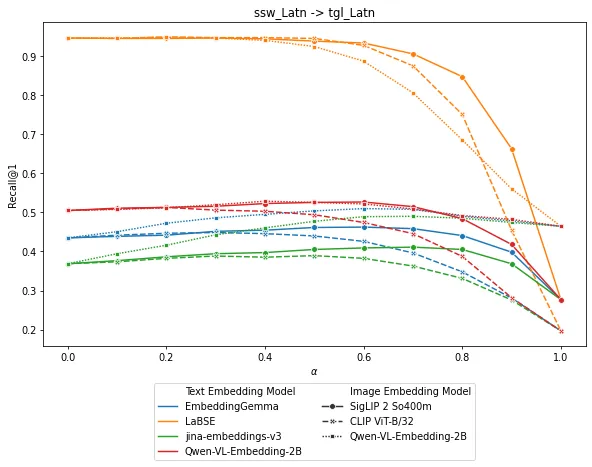 ssw_Latn -> tgl_Latn
Recall@1
0.9
0.8
0.7
0.6
0.5
0.4
0.3
0.2
0.0 0.2 0.4 0.6 0.8 1.0
α
Text Embedding Model Image Embedding Model
EmbeddingGemma SigLIP 2 So400m
LaBSE CLIP ViT-B/32
jina-embeddings-v3 Qwen-VL-Embedding-2B
Qwen-VL-Embedding-2B